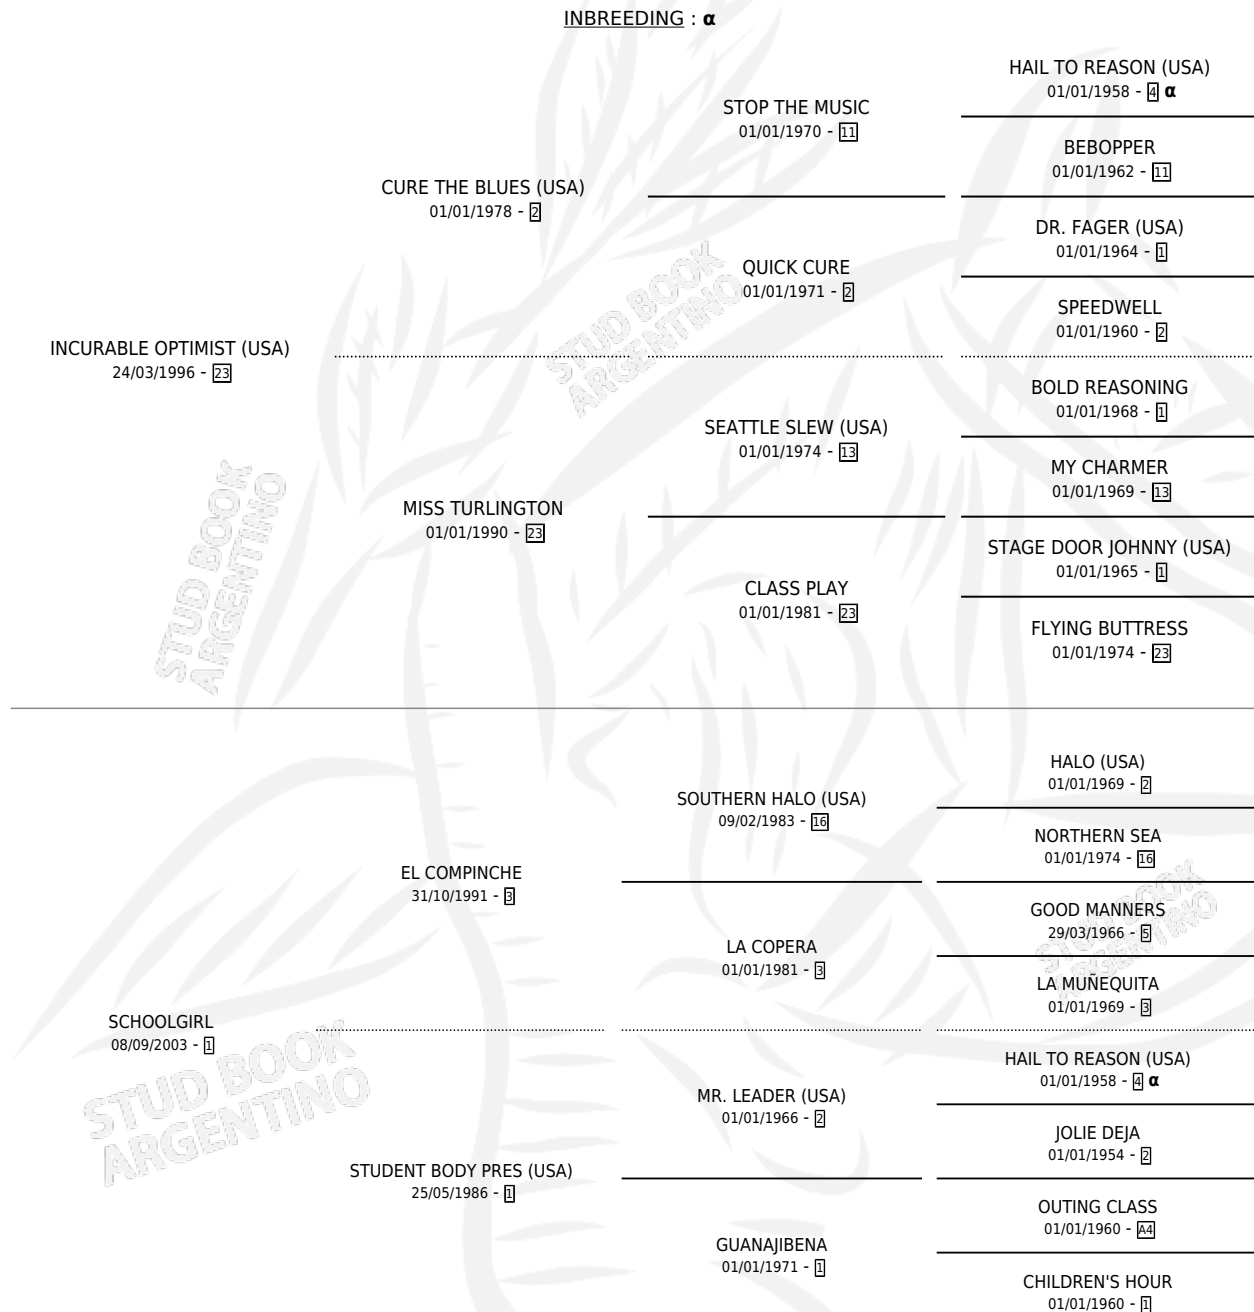 INBREEDING : α
HAIL TO REASON (USA)
01/01/1958 - 4 α
STOP THE MUSIC
01/01/1970 - 11
BEBOPPER
01/01/1962 - 11
CURE THE BLUES (USA)
01/01/1978 - 2
DR. FAGER (USA)
01/01/1964 - 1
QUICK CURE
01/01/1971 - 2
SPEEDWELL
01/01/1960 - 2
INCURABLE OPTIMIST (USA)
24/03/1996 - 23
BOLD REASONING
01/01/1968 - 1
SEATTLE SLEW (USA)
01/01/1974 - 13
MY CHARMER
01/01/1969 - 13
MISS TURLINGTON
01/01/1990 - 23
STAGE DOOR JOHNNY (USA)
01/01/1965 - 1
CLASS PLAY
01/01/1981 - 23
FLYING BUTTRESS
01/01/1974 - 23
HALO (USA)
01/01/1969 - 2
SOUTHERN HALO (USA)
09/02/1983 - 16
NORTHERN SEA
01/01/1974 - 16
EL COMPINCHE
31/10/1991 - 3
GOOD MANNERS
29/03/1966 - 5
LA COPERA
01/01/1981 - 3
LA MUÑEQUITA
01/01/1969 - 3
SCHOOLGIRL
08/09/2003 - 1
HAIL TO REASON (USA)
01/01/1958 - 4 α
MR. LEADER (USA)
01/01/1966 - 2
JOLIE DEJA
01/01/1954 - 2
STUDENT BODY PRES (USA)
25/05/1986 - 1
OUTING CLASS
01/01/1960 - A4
GUANAJIBENA
01/01/1971 - 1
CHILDREN'S HOUR
01/01/1960 - 1
STUD BOOK
ARGENTINO
STUD BOOK
ARGENTINO
STUD BOOK
ARGENTINO
STUD BOOK
ARGENTINO